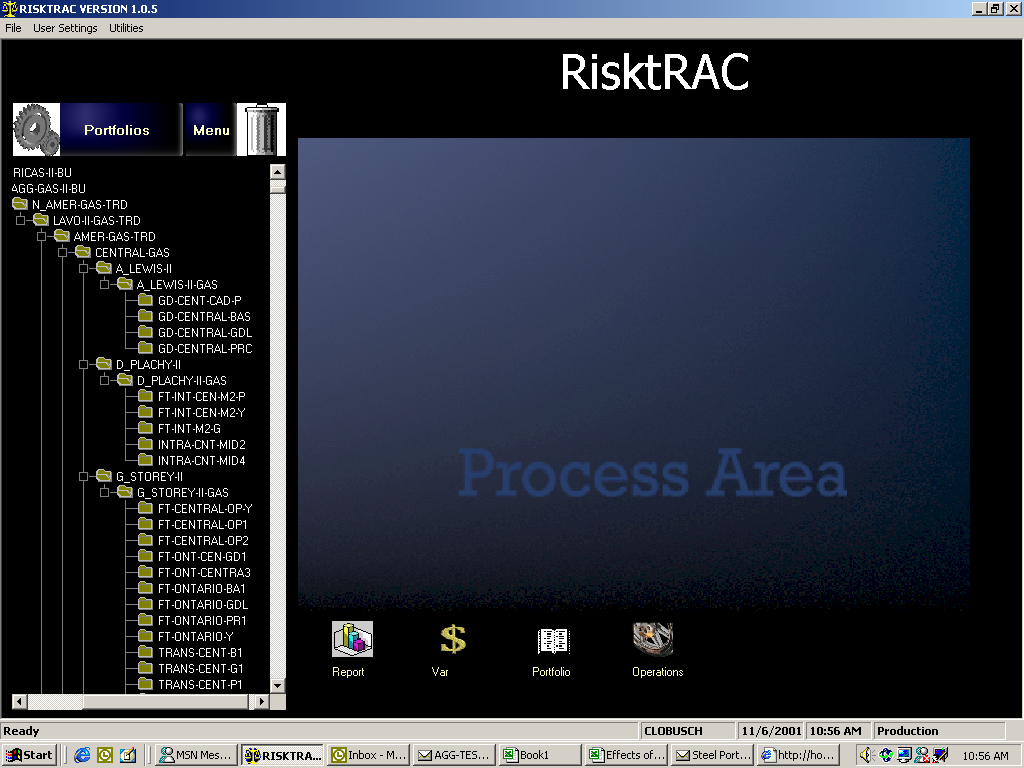 RISKTRAC VERSION 1.0.5
File User Settings Utilities
RisktRAC
Portfolios Menu
RICAS-II-BU
AGG-GAS-II-BU
N_AMER-GAS-TRD
LAVO-II-GAS-TRD
AMER-GAS-TRD
CENTRAL-GAS
A_LEWIS-II
A_LEWIS-II-GAS
GD-CENT-CAD-P
GD-CENTRAL-BAS
GD-CENTRAL-GDL
GD-CENTRAL-PRC
D_PLACHY-II
D_PLACHY-II-GAS
FT-INT-CEN-M2-P
FT-INT-CEN-M2-Y
FT-INT-M2-G
INTRA-CNT-MID2
INTRA-CNT-MID4
G_STOREY-II
G_STOREY-II-GAS
FT-CENTRAL-OP-Y
FT-CENTRAL-OP1
FT-CENTRAL-OP2
FT-ONT-CEN-GD1
FT-ONT-CENTRA3
FT-ONTARIO-BA1
FT-ONTARIO-GDL
FT-ONTARIO-PR1
FT-ONTARIO-Y
TRANS-CENT-B1
TRANS-CENT-G1
TRANS-CENT-P1
Process Area
Report Var Portfolio Operations
Ready CLOBUSCH 11/6/2001 10:56 AM Production
Start MSN Mes... RISKTRA... Inbox - M... AGG-TES... Book1 Effects of... Steel Port... http://ho... 10:56 AM